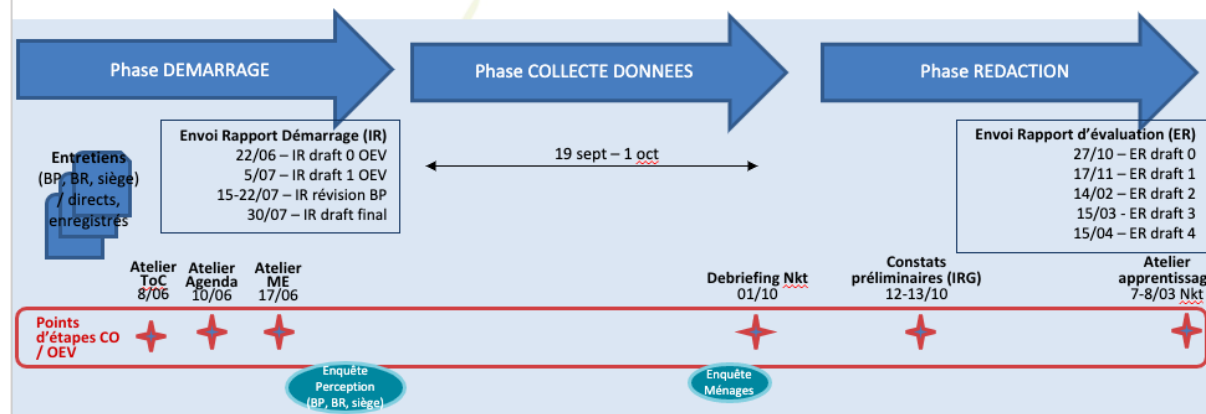 Phase DEMARRAGE
Phase COLLECTE DONNEES
Phase REDACTION
Entretiens
(BP, BR, siège)
/ directs,
enregistrés
Envoi Rapport Démarrage (IR)
22/06 – IR draft 0 OEV
5/07 – IR draft 1 OEV
15-22/07 – IR révision BP
30/07 – IR draft final
19 sept – 1 oct
Envoi Rapport d’évaluation (ER)
27/10 – ER draft 0
17/11 – ER draft 1
14/02 – ER draft 2
15/03 - ER draft 3
15/04 – ER draft 4
Atelier
ToC
8/06
Atelier
Agenda
10/06
Atelier
ME
17/06
Debriefing Nkt
01/10
Constats
préliminaires (IRG)
12-13/10
Atelier
apprentissag
7-8/03 Nkt
Points
d’étapes CO
/ OEV
Enquête
Perception
(BP, BR, siège)
Enquête
Ménages